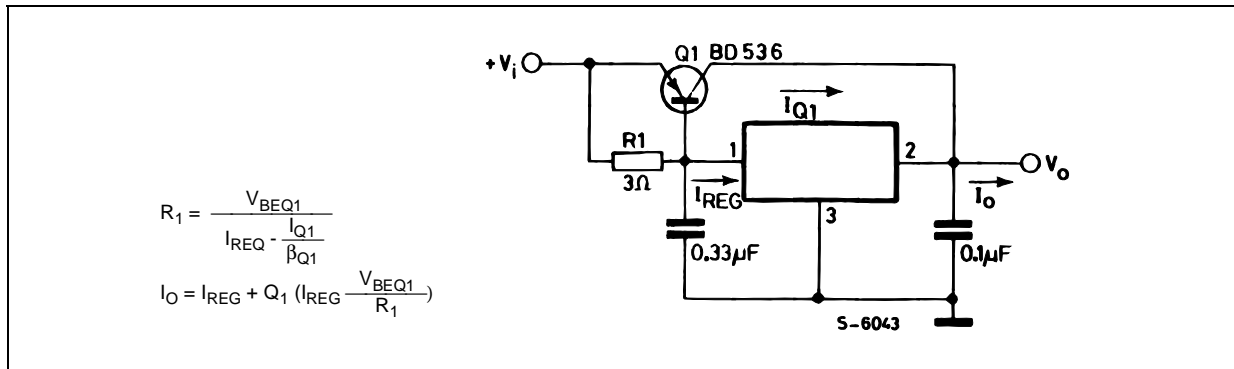 Q1 BD536
+Vi
IQ1
R1
1
2
3Ω
IREG
Vo
Io
3
0.33μF
0.1μF
S-6043
R1 = VBEQ1 / (IREQ - IQ1 / βQ1)
IO = IREG + Q1 (IREG VBEQ1 / R1)